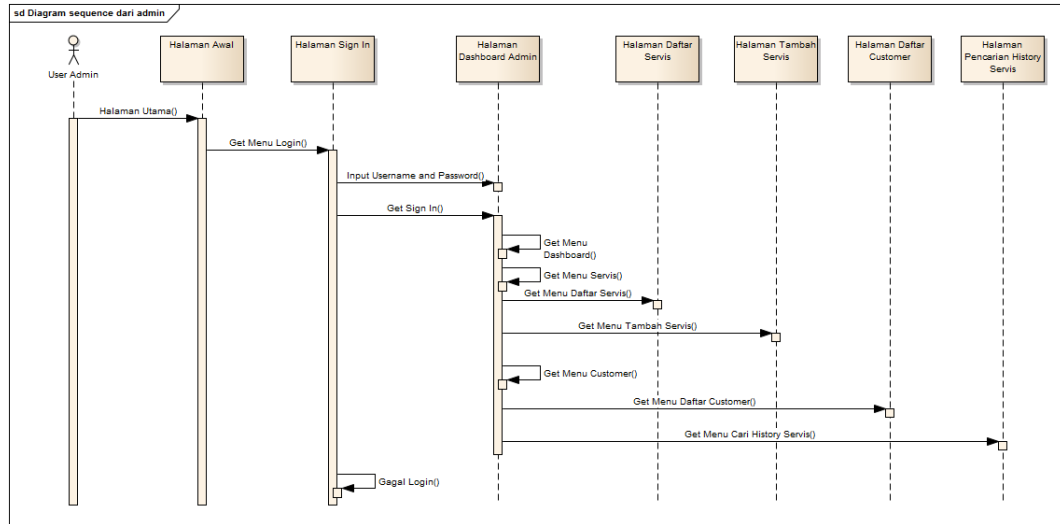 sd Diagram sequence dari admin
User Admin
Halaman Awal
Halaman Sign In
Halaman
Dashboard Admin
Halaman Daftar
Servis
Halaman Tambah
Servis
Halaman Daftar
Customer
Halaman
Pencarian History
Servis
Halaman Utama()
Get Menu Login()
Input Username and Password()
Get Sign In()
Get Menu
Dashboard()
Get Menu Servis()
Get Menu Daftar Servis()
Get Menu Tambah Servis()
Get Menu Customer()
Get Menu Daftar Customer()
Get Menu Cari History Servis()
Gagal Login()